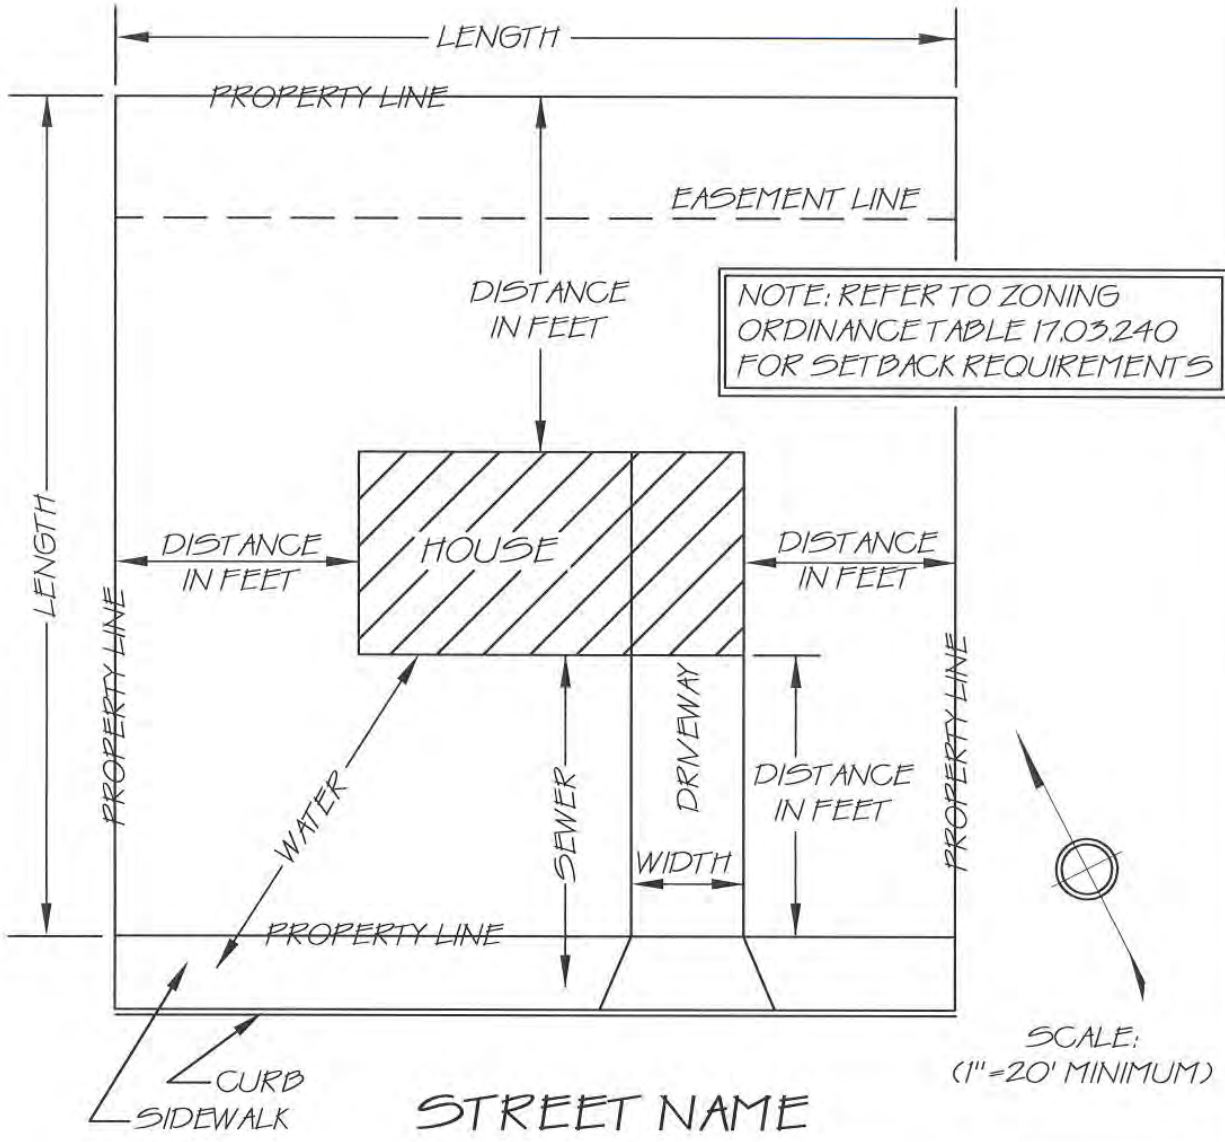 LENGTH
PROPERTY LINE
EASEMENT LINE
DISTANCE
IN FEET
NOTE: REFER TO ZONING
ORDINANCE TABLE 17.03.240
FOR SETBACK REQUIREMENTS
LENGTH
DISTANCE
IN FEET
HOUSE
DISTANCE
IN FEET
PROPERTY LINE
PROPERTY LINE
WATER
SEWER
DRIVEWAY
DISTANCE
IN FEET
WIDTH
PROPERTY LINE
SCALE:
(1"=20' MINIMUM)
CURB
SIDEWALK
STREET NAME